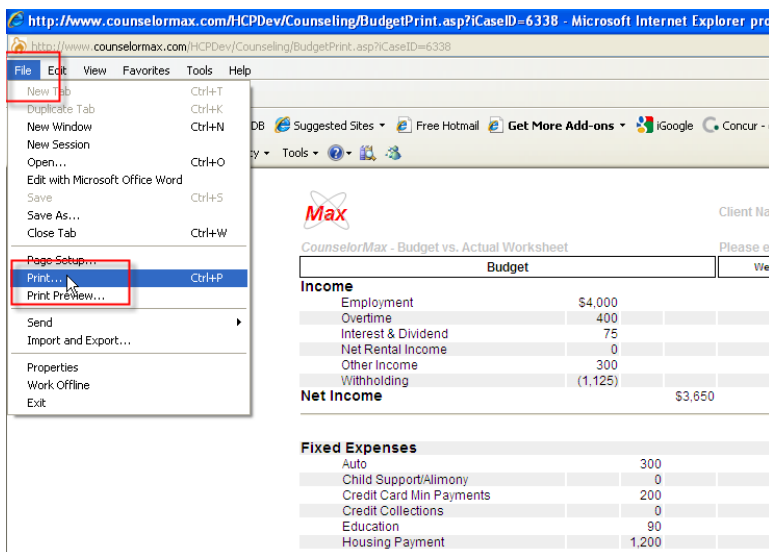 http://www.counselormax.com/HCPDev/Counseling/BudgetPrint.asp?iCaseID=6338 - Microsoft Internet Explorer pro
http://www.counselormax.com/HCPDev/Counseling/BudgetPrint.asp?iCaseID=6338
File Edit View Favorites Tools Help
New Tab Ctrl+T
Duplicate Tab Ctrl+K
New Window Ctrl+N
DB Suggested Sites Free Hotmail Get More Add-ons iGoogle Concur -
New Session
Open... Ctrl+O
Tools
Edit with Microsoft Office Word
Save Ctrl+S
Save As...
Close Tab Ctrl+W
Page Setup...
Print... Ctrl+P
Print Preview...
Send
Import and Export...
Properties
Work Offline
Exit
Max
Client Na
CounselorMax - Budget vs. Actual Worksheet Please e
Budget We
Income
Employment $4,000
Overtime 400
Interest & Dividend 75
Net Rental Income 0
Other Income 300
Withholding (1,125)
Net Income $3,650
Fixed Expenses
Auto 300
Child Support/Alimony 0
Credit Card Min Payments 200
Credit Collections 0
Education 90
Housing Payment 1,200